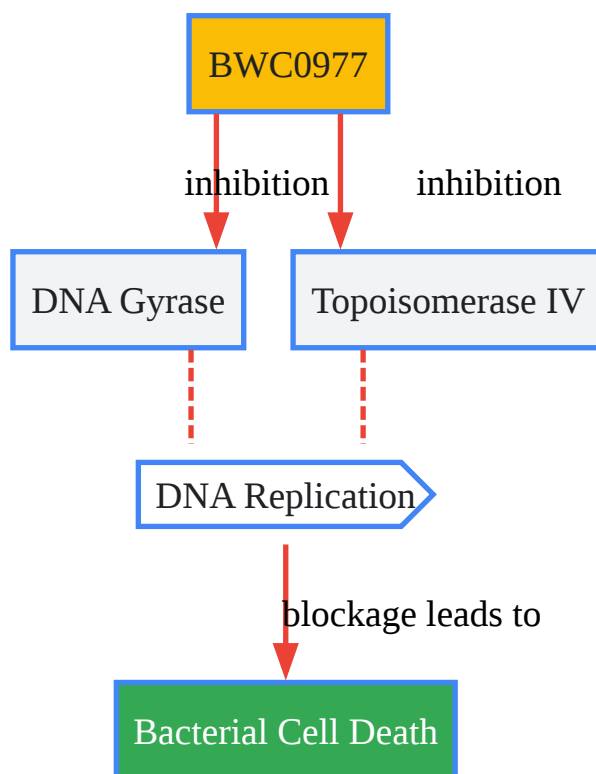 BWC0977
inhibition
inhibition
DNA Gyrase
Topoisomerase IV
DNA Replication
blockage leads to
Bacterial Cell Death